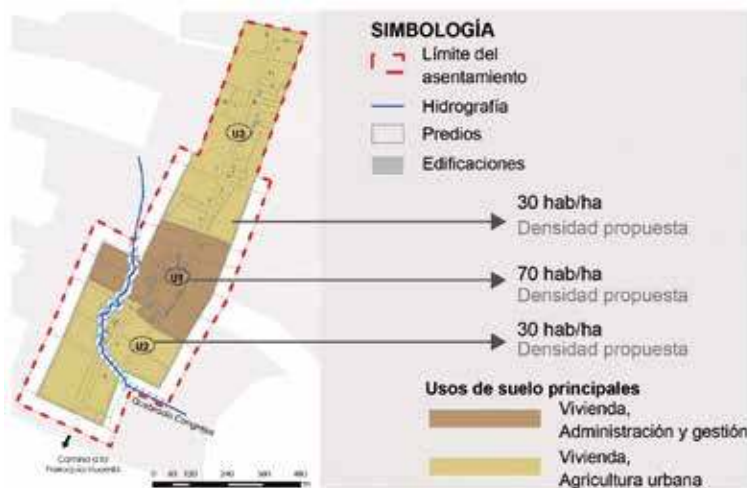 SIMBOLOGÍA
Límite del
asentamiento
Hidrografía
Predios
Edificaciones
U3
30 hab/ha
Densidad propuesta
U1
70 hab/ha
Densidad propuesta
U2
30 hab/ha
Densidad propuesta
Quebrada
Camino a la
Parroquia
Usos de suelo principales
Vivienda,
Administración y gestión
Vivienda,
Agricultura urbana